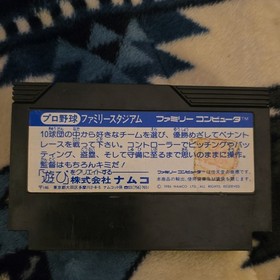 プロ野球 ファミリースタジアム ファミリーコンピュータ™
10球団の中から好きなチームを選び、優勝めざしてペナント
レースを戦って下さい。コントローラーでピッチングやバッ
ティング、盗塁、そして守備に至るまで思いのままに操作。
監督はもちろんキミだ!
「遊び」をクリエイトする 株式会社 ナムコ